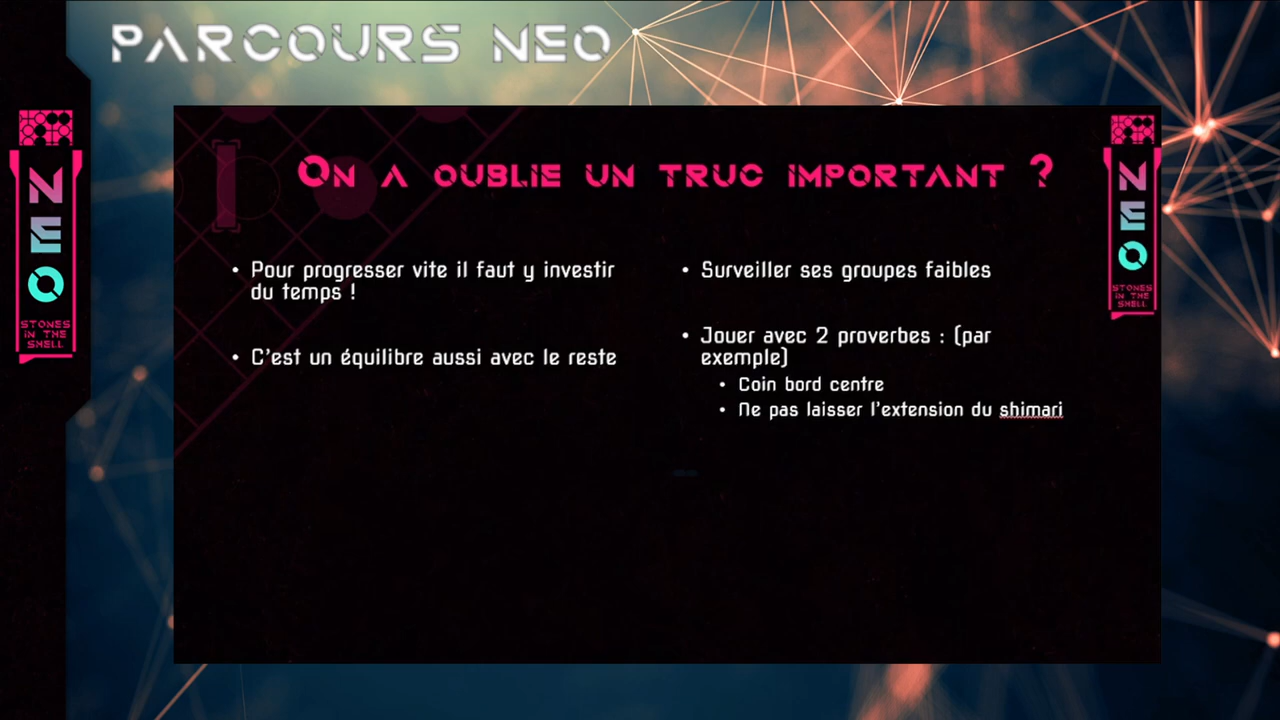 PARCOURS NEO
NEO
STONES
IN THE
SHELL
On a oublie un truc important ?
• Pour progresser vite il faut y investir
du temps !
• C'est un équilibre aussi avec le reste
• Surveiller ses groupes faibles
• Jouer avec 2 proverbes : (par
exemple)
• Coin bord centre
• Ne pas laisser l'extension du shimari
NEO
STONES
IN THE
SHELL